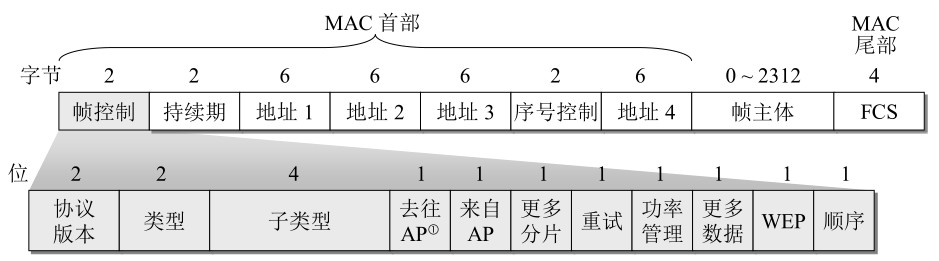 MAC 首部
MAC
尾部
字节 2 2 6 6 6 2 6 0~2312 4
帧控制 持续期 地址 1 地址 2 地址 3 序号控制 地址 4 帧主体 FCS
位 2 2 4 1 1 1 1 1 1 1 1
协议
版本
类型
子类型
去往
AP①
来自
AP
更多
分片
重试
功率
管理
更多
数据
WEP
顺序